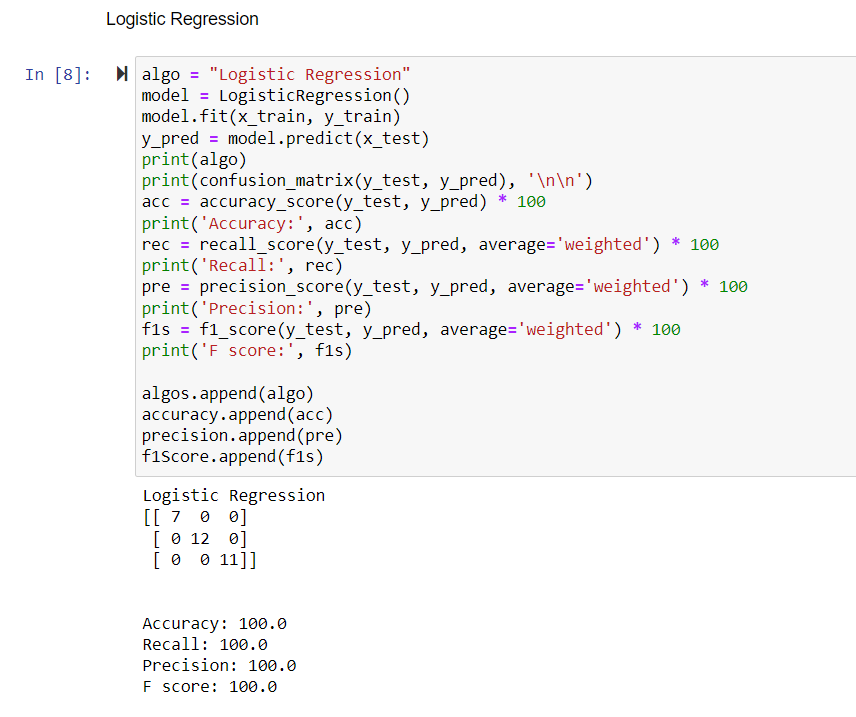 Logistic Regression
In [8]:
algo = "Logistic Regression"
model = LogisticRegression()
model.fit(x_train, y_train)
y_pred = model.predict(x_test)
print(algo)
print(confusion_matrix(y_test, y_pred), '\n\n')
acc = accuracy_score(y_test, y_pred) * 100
print('Accuracy:', acc)
rec = recall_score(y_test, y_pred, average='weighted') * 100
print('Recall:', rec)
pre = precision_score(y_test, y_pred, average='weighted') * 100
print('Precision:', pre)
f1s = f1_score(y_test, y_pred, average='weighted') * 100
print('F score:', f1s)

algos.append(algo)
accuracy.append(acc)
precision.append(pre)
f1Score.append(f1s)
Logistic Regression
[[ 7  0  0]
 [ 0 12  0]
 [ 0  0 11]]

Accuracy: 100.0
Recall: 100.0
Precision: 100.0
F score: 100.0